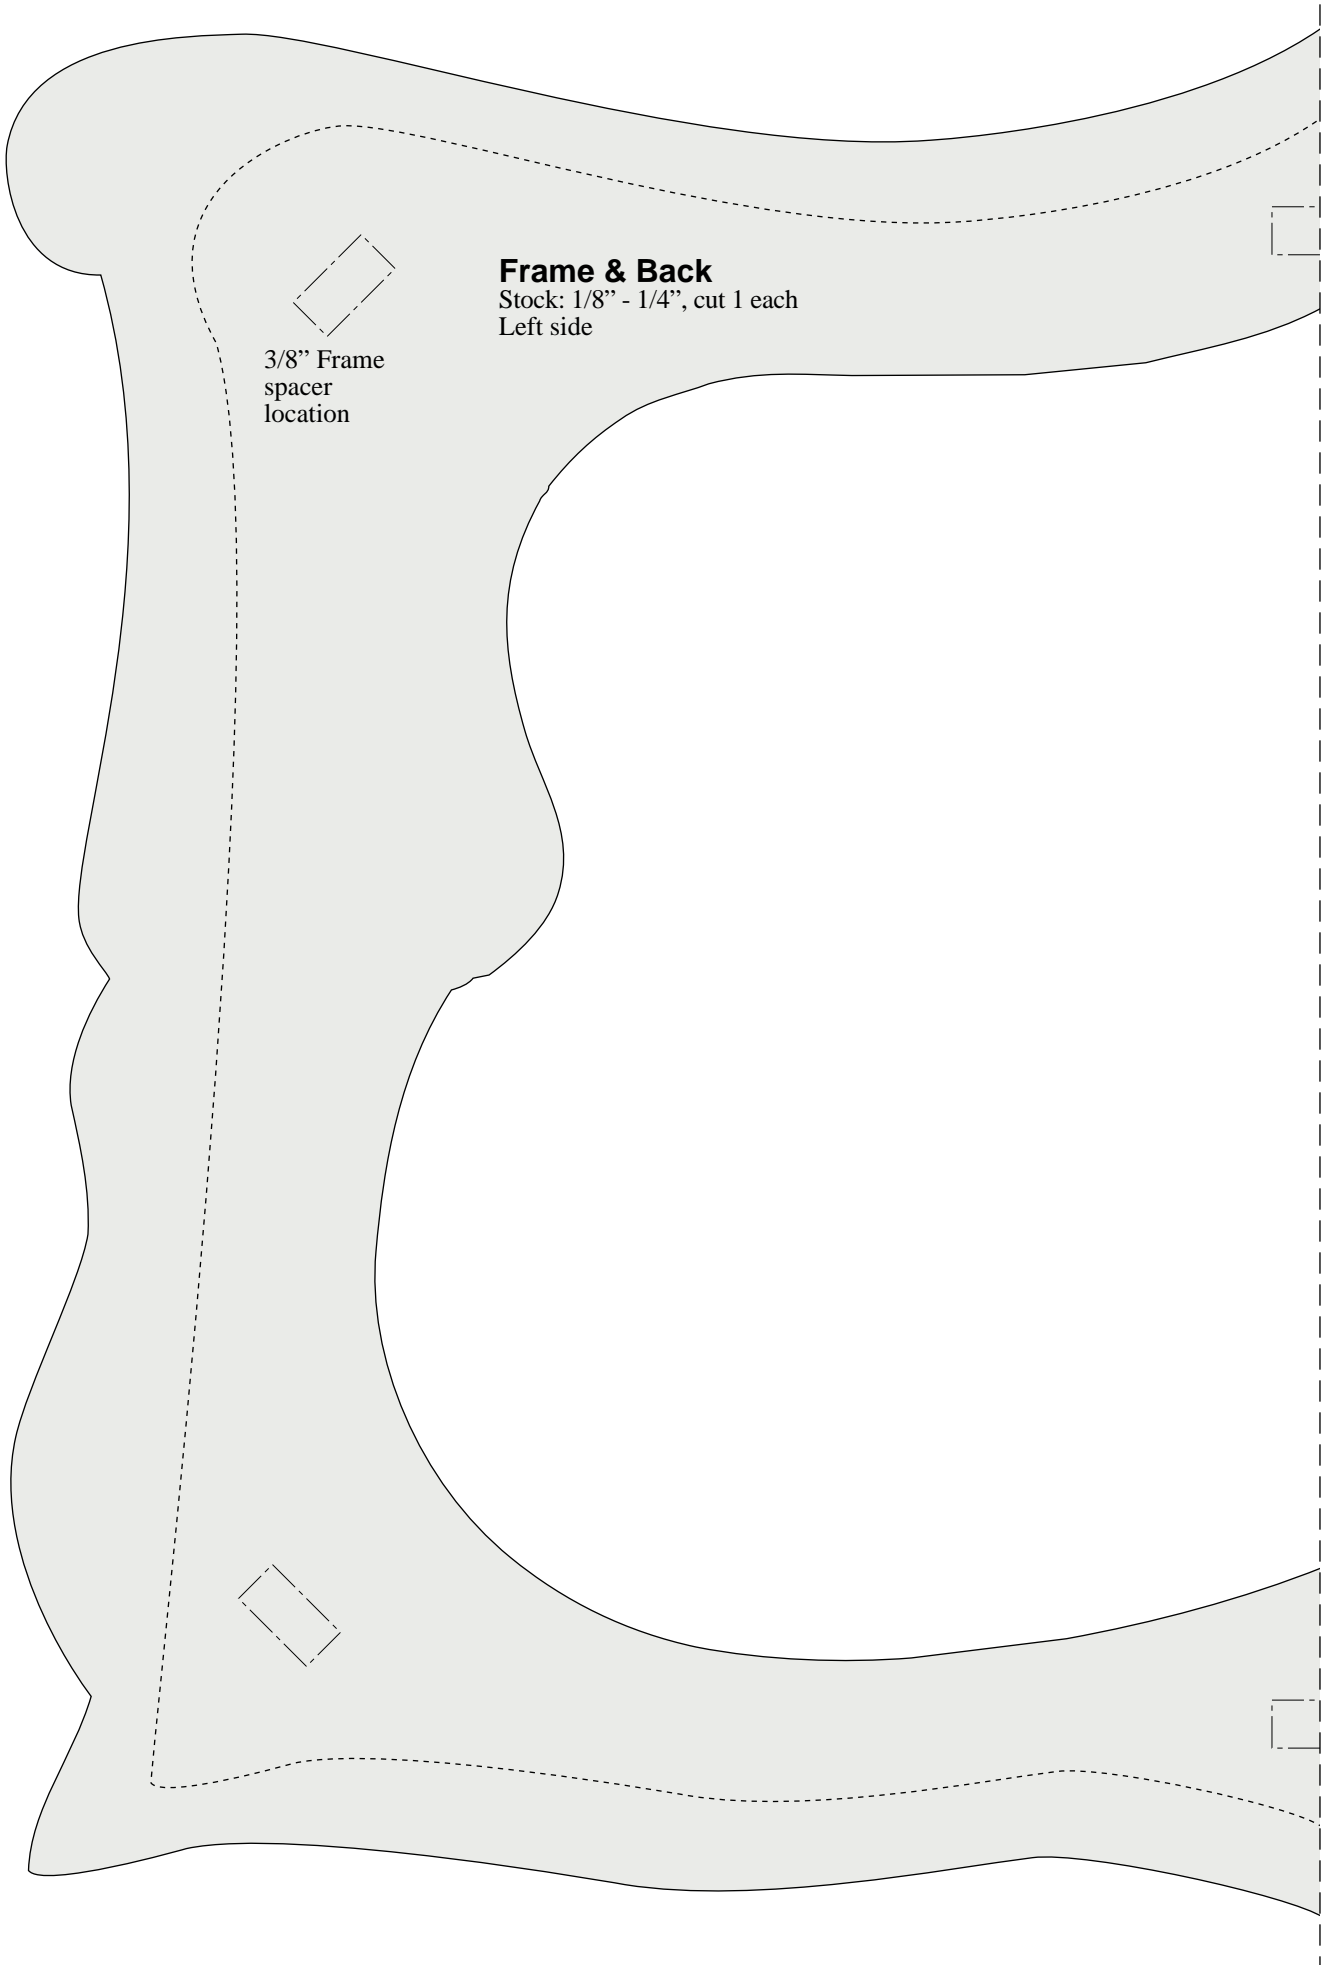 Frame & Back
Stock: 1/8” - 1/4”, cut 1 each
Left side
3/8” Frame
spacer
location